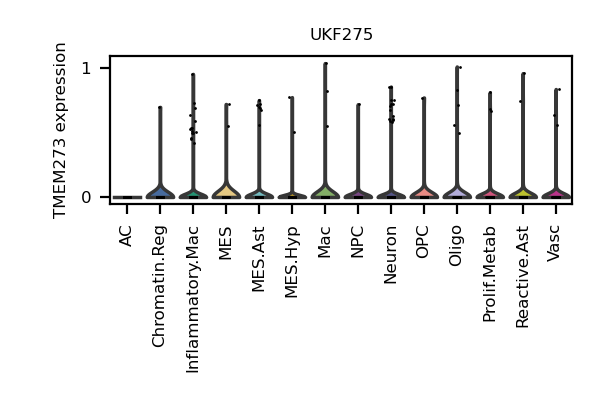 UKF275
TMEM273 expression
1
0
AC
Chromatin.Reg
Inflammatory.Mac
MES
MES.Ast
MES.Hyp
Mac
NPC
Neuron
OPC
Oligo
Prolif.Metab
Reactive.Ast
Vasc